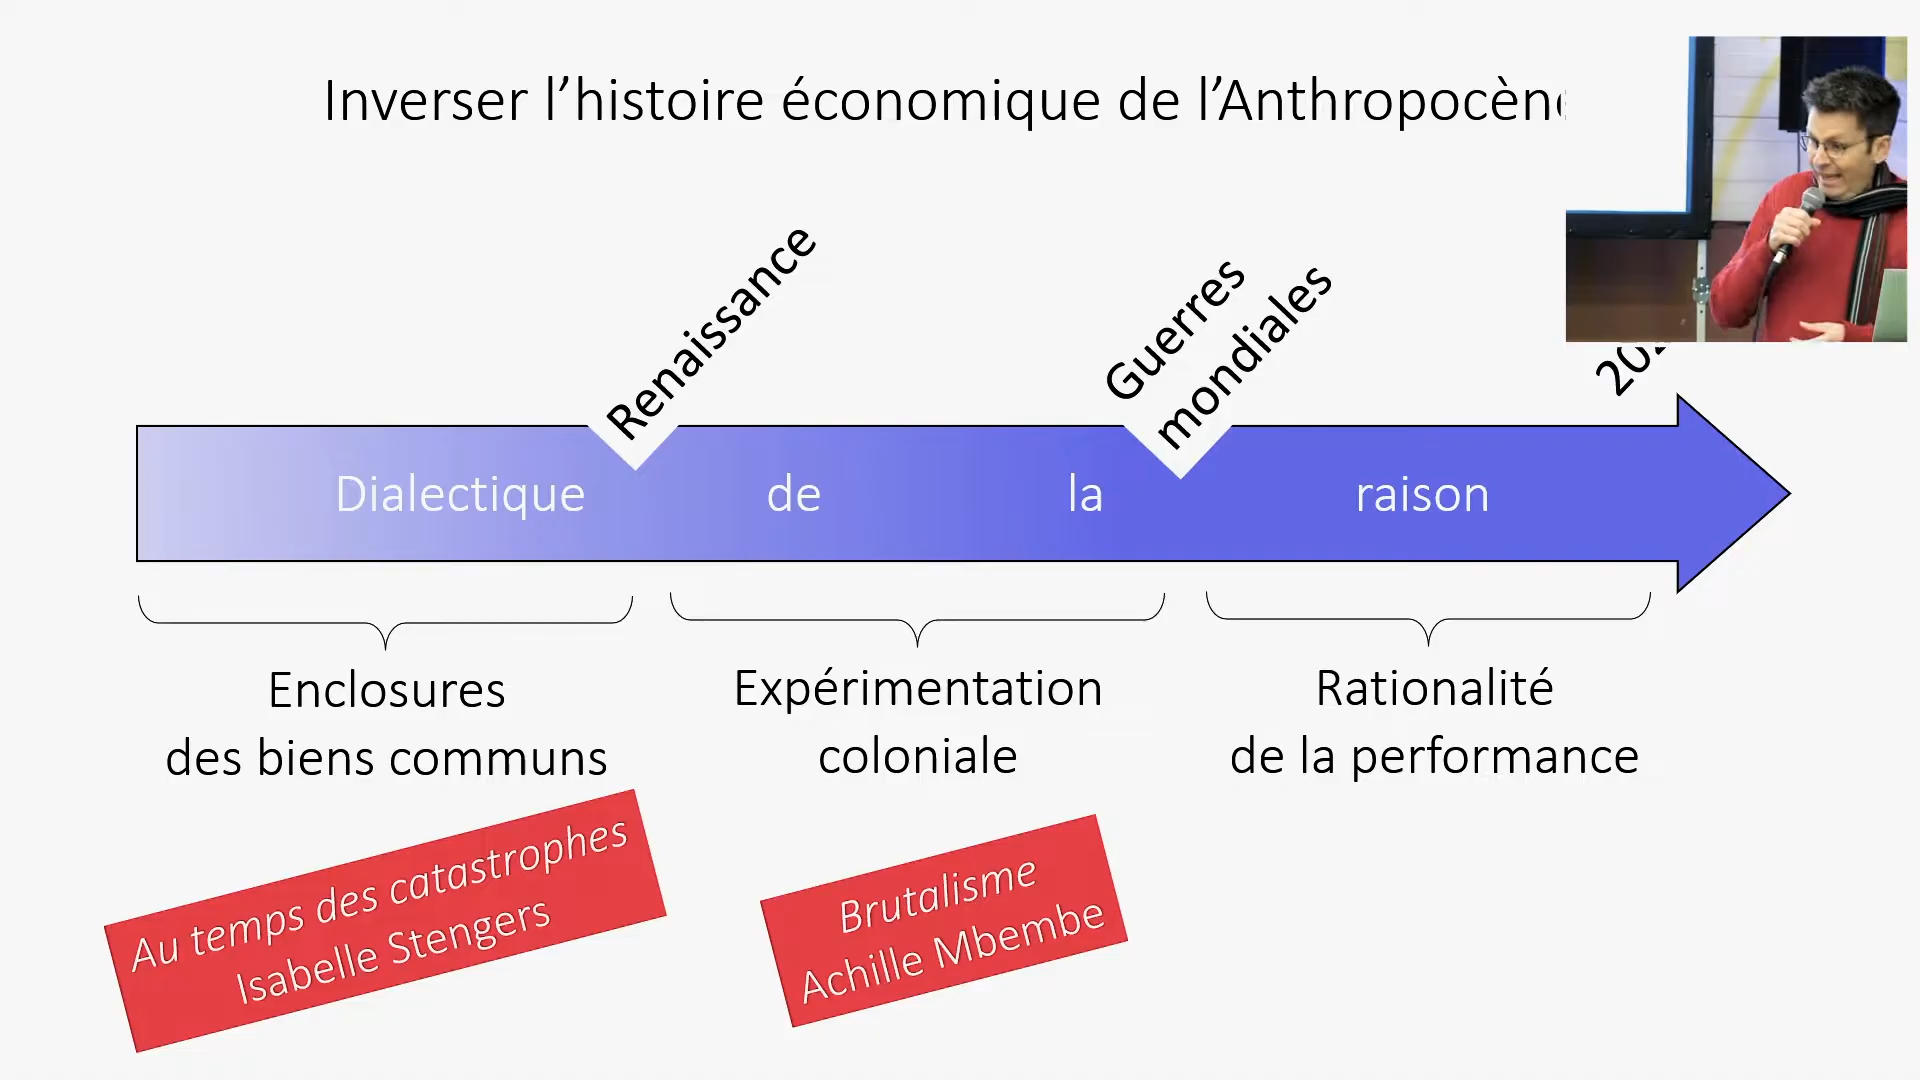 Inverser l’histoire économique de l’Anthropocène
Renaissance
Guerres
mondiales
Dialectique de la raison
Enclosures
des biens communs
Expérimentation
coloniale
Rationalité
de la performance
Au temps des catastrophes
Isabelle Stengers
Brutalisme
Achille Mbembe